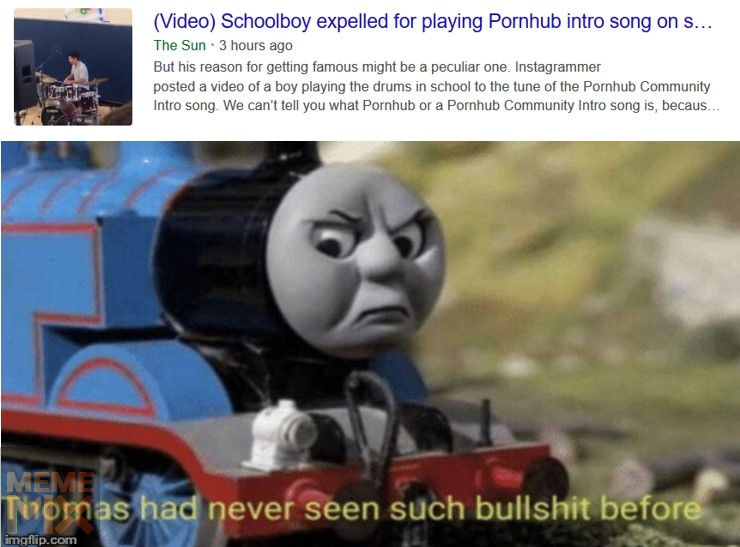 (Video) Schoolboy expelled for playing Pornhub intro song on s...
The Sun · 3 hours ago
But his reason for getting famous might be a peculiar one. Instagrammer
posted a video of a boy playing the drums in school to the tune of the Pornhub Community
Intro song. We can't tell you what Pornhub or a Pornhub Community Intro song is, becaus...
MEME
MIX
Thomas had never seen such bullshit before
imgflip.com